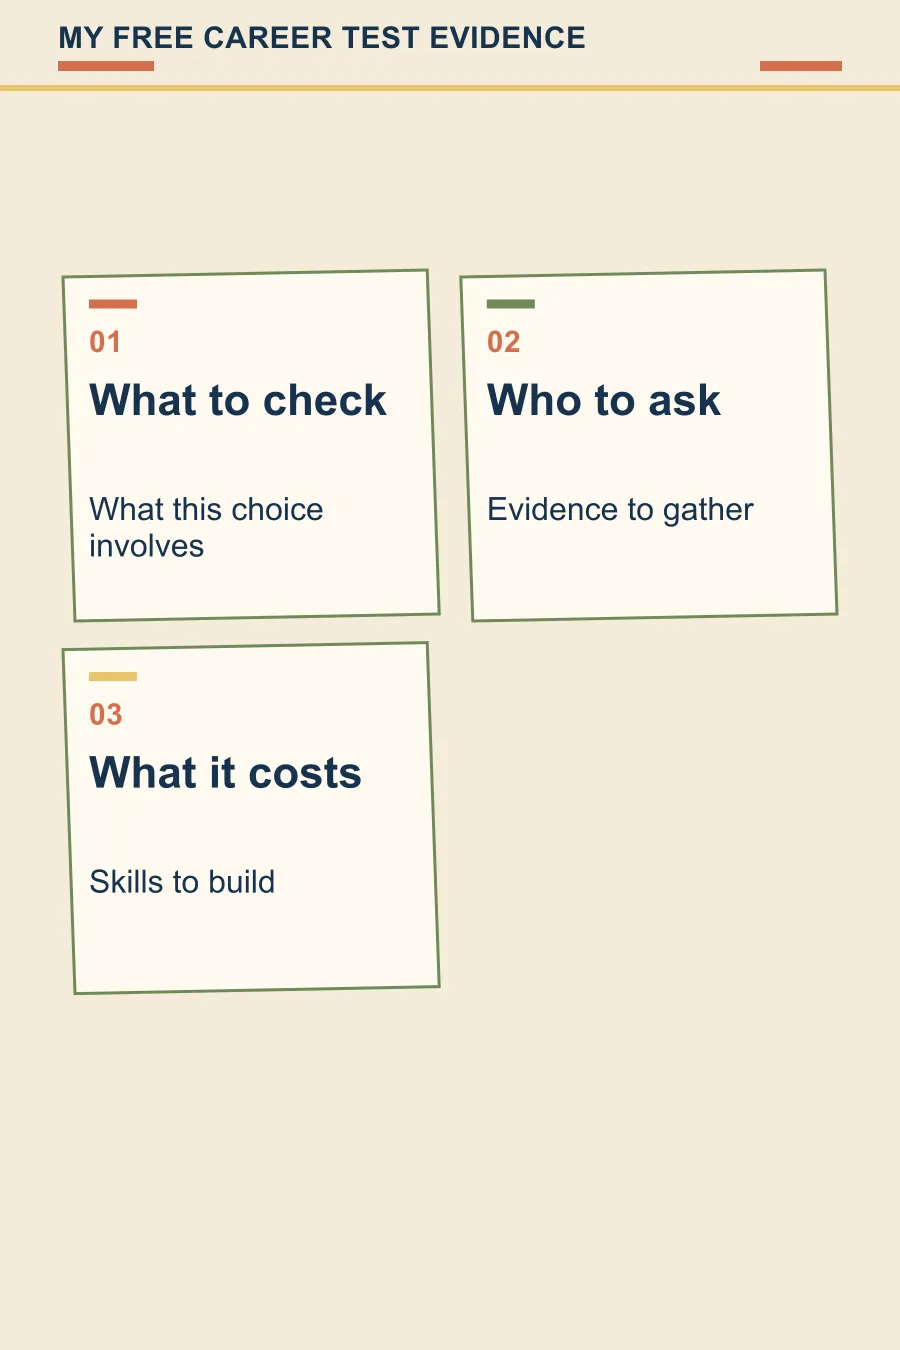 MY FREE CAREER TEST EVIDENCE
01
What to check
What this choice
involves
02
Who to ask
Evidence to gather
03
What it costs
Skills to build